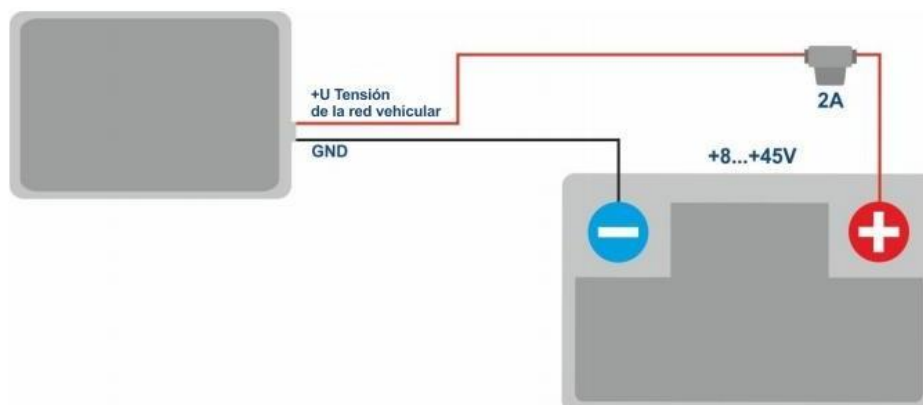 +U Tensión
de la red vehicular
GND
2A
+8...+45V